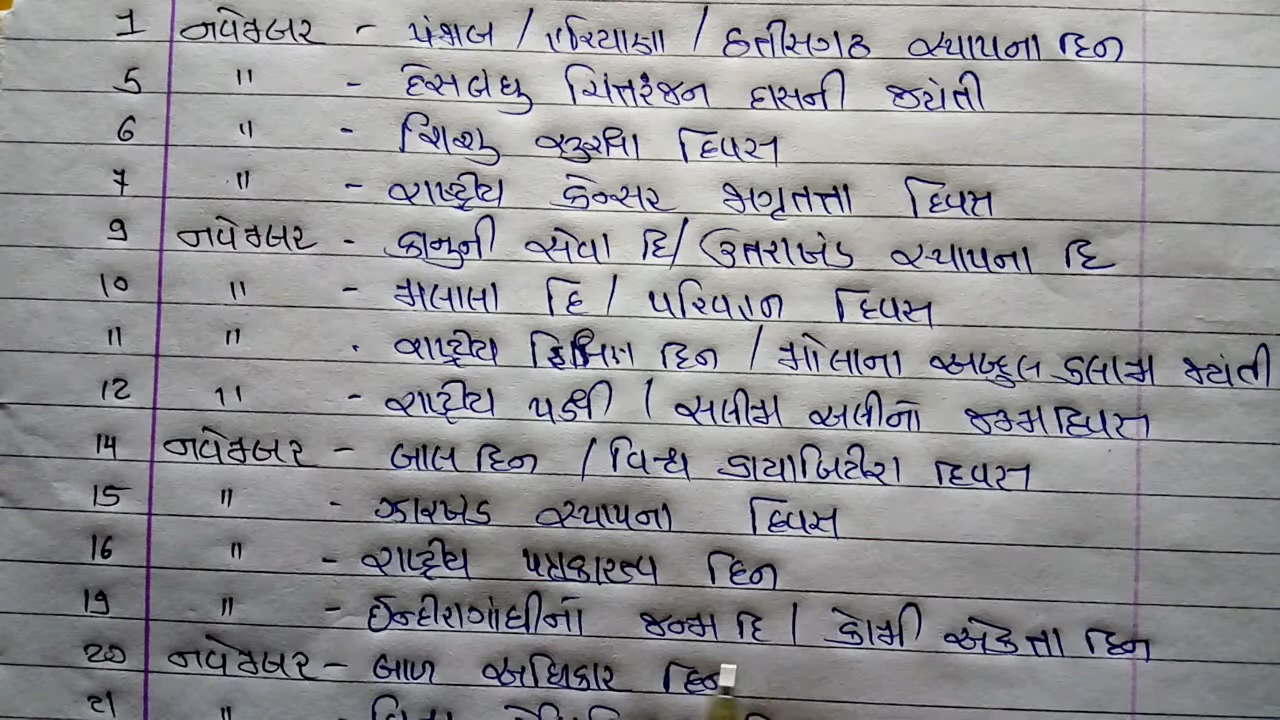 1 નવેમ્બર - પંજાબ / હરિયાણા / છત્તીસગઢ સ્થાપના દિન
5 " - દેસબંધુ ચિત્તરંજન દાસની જયંતી
6 " - શિશુ સુરક્ષા દિવસ
7 " - રાષ્ટ્રીય કેન્સર જાગૃતતા દિવસ
9 નવેમ્બર - કાનુની સેવા દિ / ઉત્તરાખંડ સ્થાપના દિ
10 " - મલાલા દિ / પરિવહન દિવસ
11 " - રાષ્ટ્રીય શિક્ષણ દિન / મૌલાના અબ્દુલ કલામ જયંતી
12 " - રાષ્ટ્રીય પક્ષી / સલીમ અલીનો જન્મદિવસ
14 નવેમ્બર - બાલ દિન / વિશ્વ ડાયાબિટીસ દિવસ
15 " - ઝારખંડ સ્થાપના દિવસ
16 " - રાષ્ટ્રીય પત્રકારત્વ દિન
19 " - ઈન્દીરાગાંધીનો જન્મ દિ / કોમી એકતા દિન
20 નવેમ્બર - બાળ અધિકાર દિન
21 "